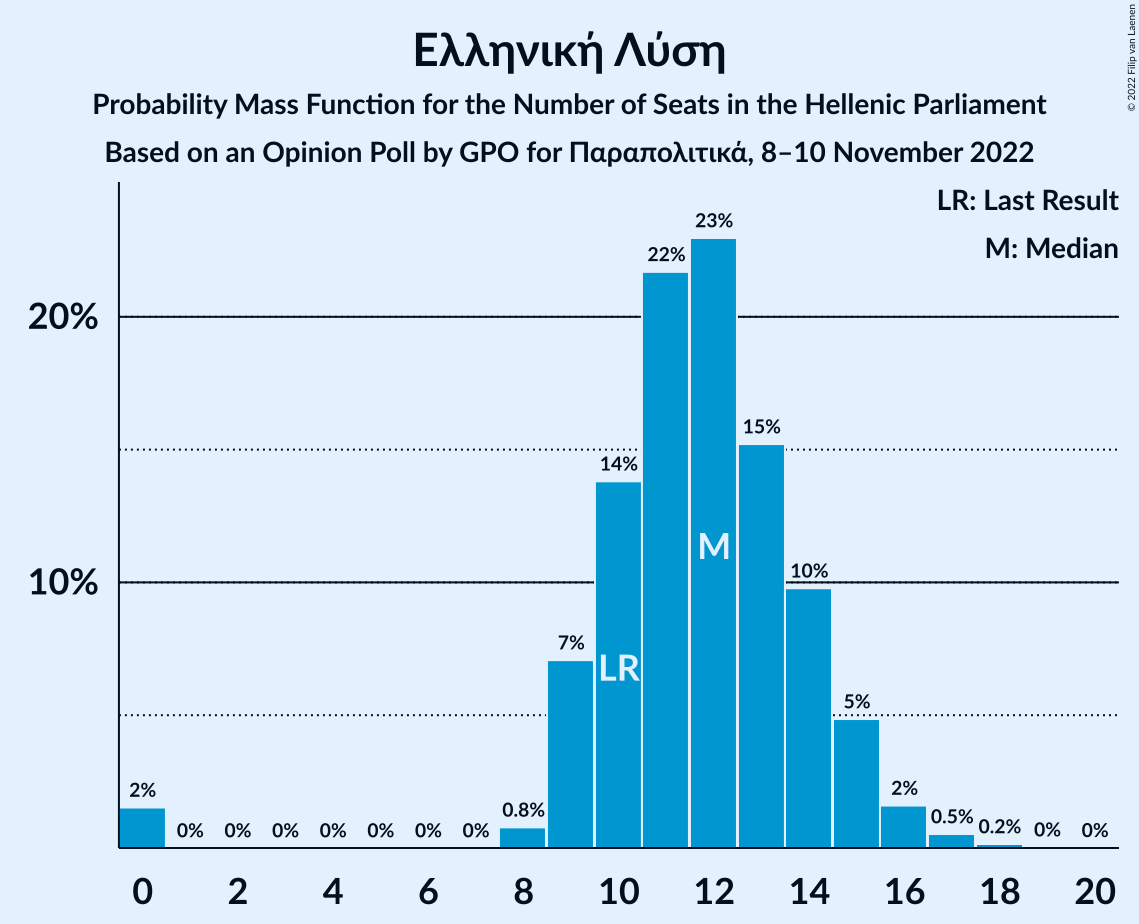 Ελληνική Λύση
Probability Mass Function for the Number of Seats in the Hellenic Parliament
Based on an Opinion Poll by GPO for Παραπολιτικά, 8–10 November 2022
© 2022 Filip van Laenen
LR: Last Result
M: Median
20%
10%
2%
0%
0%
0%
0%
0%
0%
0%
0.8%
7%
14%
22%
23%
15%
10%
5%
2%
0.5%
0.2%
0%
0%
LR
M
0 2 4 6 8 10 12 14 16 18 20